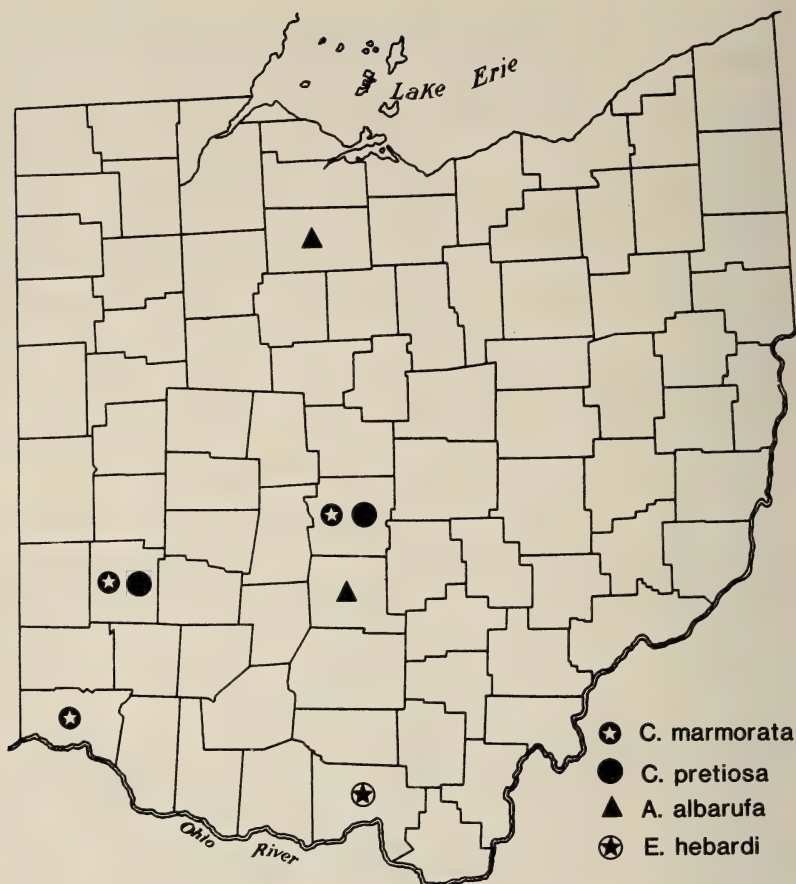 Lake Erie
C. marmorata
C. pretiosa
A. albarufa
E. hebardi
Ohio River